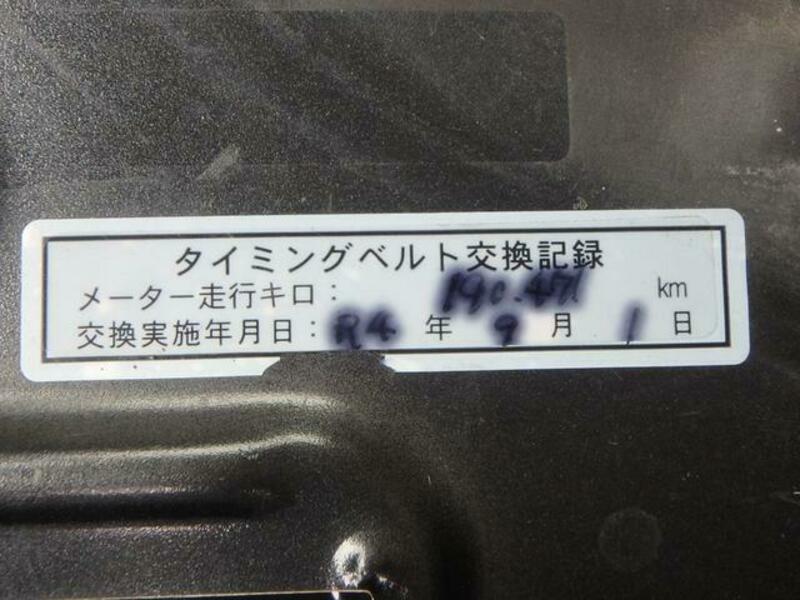 タイミングベルト交換記録
メーター走行キロ: 190.471 km
交換実施年月日: R4 年 9 月 1 日